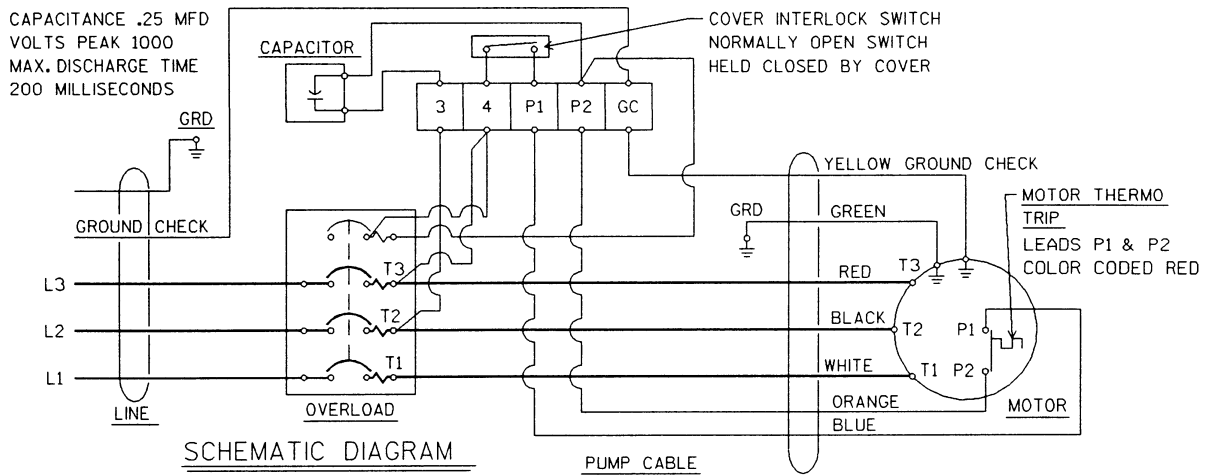 CAPACITANCE .25 MFD
VOLTS PEAK 1000
MAX. DISCHARGE TIME
200 MILLISECONDS
CAPACITOR
COVER INTERLOCK SWITCH
NORMALLY OPEN SWITCH
HELD CLOSED BY COVER
3 4 P1 P2 GC
GRD
GROUND CHECK
YELLOW GROUND CHECK
GRD
GREEN
MOTOR THERMO
TRIP
LEADS P1 & P2
COLOR CODED RED
L3
T3
RED
T3
L2
T2
BLACK
T2
P1
L1
T1
WHITE
T1
P2
LINE
OVERLOAD
ORANGE
MOTOR
BLUE
SCHEMATIC DIAGRAM
PUMP CABLE